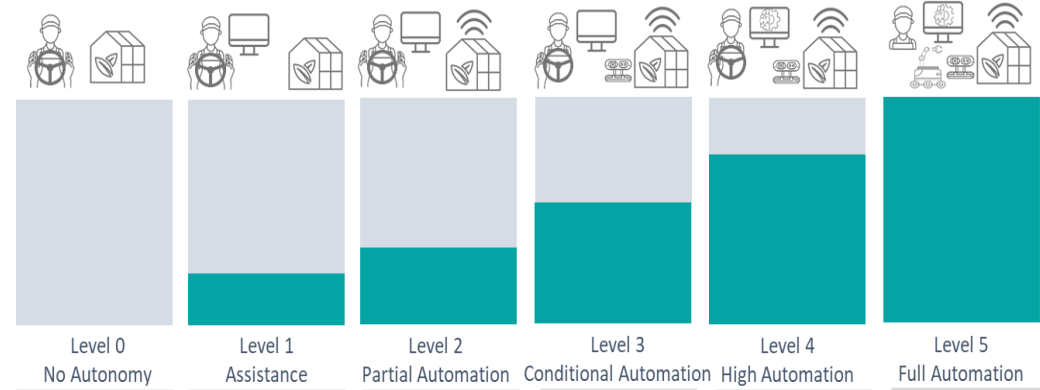 Level 0
No Autonomy
Level 1
Assistance
Level 2
Partial Automation
Level 3
Conditional Automation
Level 4
High Automation
Level 5
Full Automation